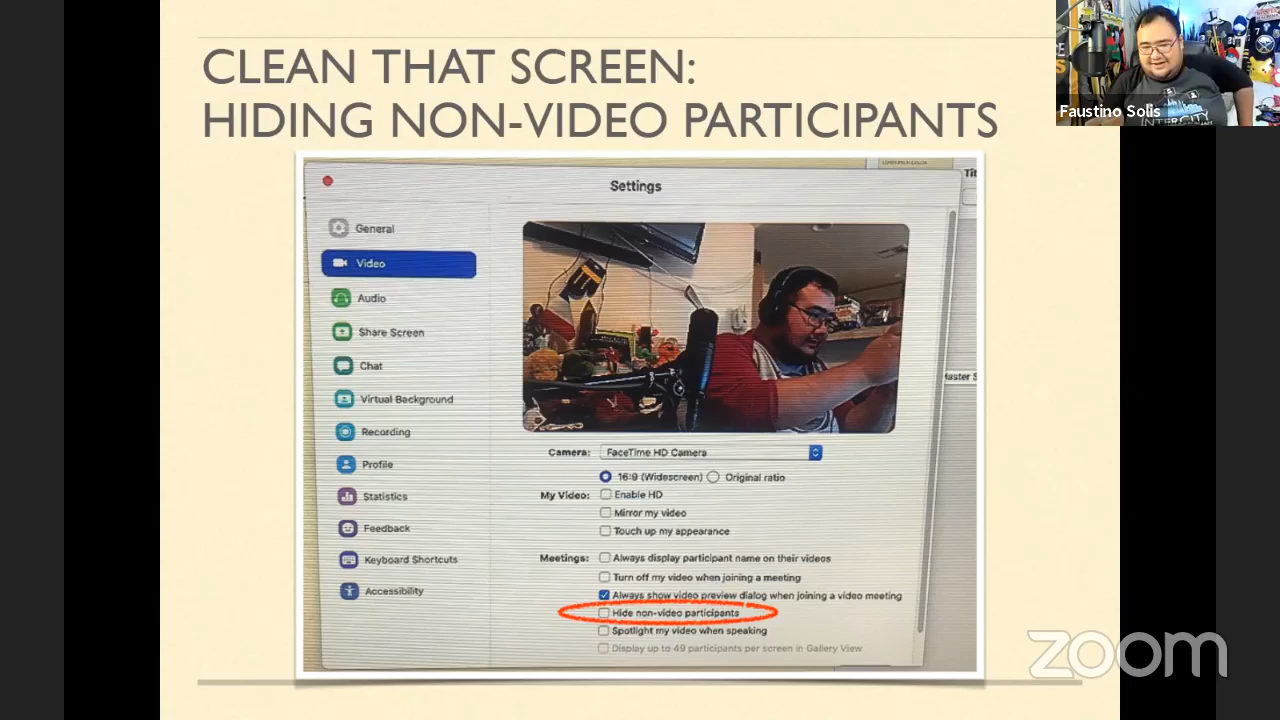 CLEAN THAT SCREEN:
HIDING NON-VIDEO PARTICIPANTS
Faustino Solis
INTERCITY
Settings
General
Video
Audio
Share Screen
Chat
Virtual Background
Recording
Profile
Statistics
Feedback
Keyboard Shortcuts
Accessibility
Camera: FaceTime HD Camera
16:9 (Widescreen) Original ratio
My Video: Enable HD
Mirror my video
Touch up my appearance
Meetings: Always display participant name on their videos
Turn off my video when joining a meeting
Always show video preview dialog when joining a video meeting
Hide non-video participants
Spotlight my video when speaking
Display up to 49 participants per screen in Gallery View
zoom